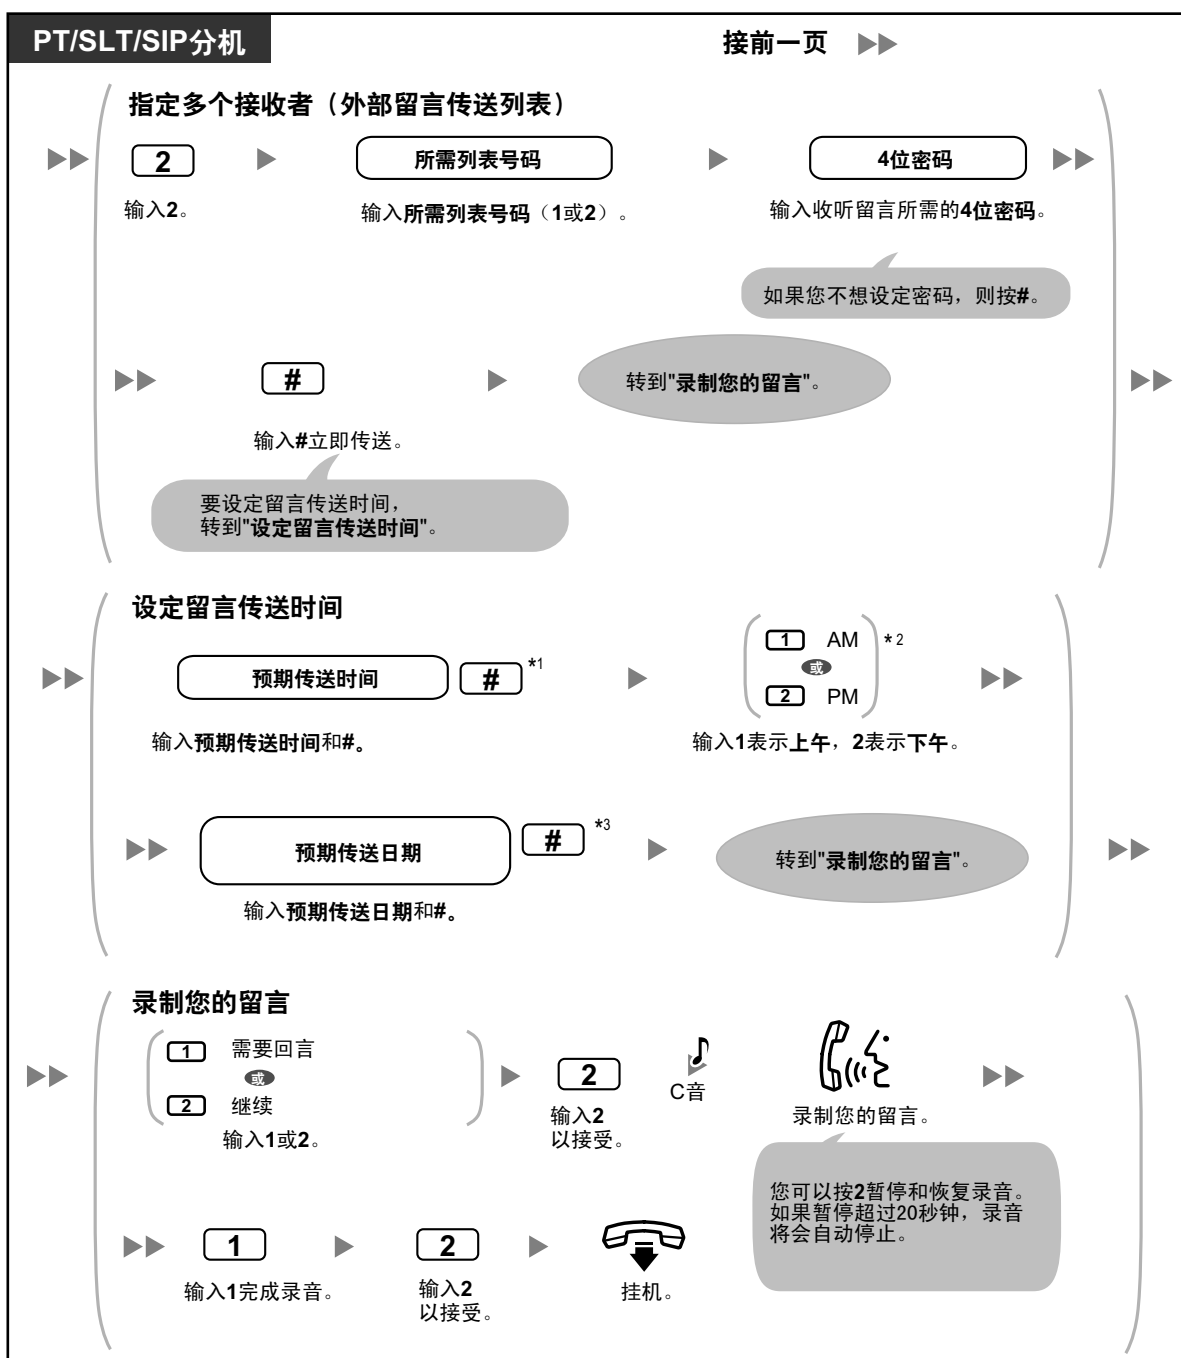 PT/SLT/SIP分机
接前一页
指定多个接收者（外部留言传送列表）
2
所需列表号码
4位密码
输入2。
输入所需列表号码（1或2）。
输入收听留言所需的4位密码。
如果您不想设定密码，则按#。
#
转到"录制您的留言"。
输入#立即传送。
要设定留言传送时间，
转到"设定留言传送时间"。
设定留言传送时间
预期传送时间
# *1
1 AM *2
或
2 PM
输入预期传送时间和#。
输入1表示上午，2表示下午。
预期传送日期
# *3
转到"录制您的留言"。
输入预期传送日期和#。
录制您的留言
1 需要回言
或
2 继续
输入1或2。
2
输入2
以接受。
C音
录制您的留言。
您可以按2暂停和恢复录音。
如果暂停超过20秒钟，录音
将会自动停止。
1
输入1完成录音。
2
输入2
以接受。
挂机。